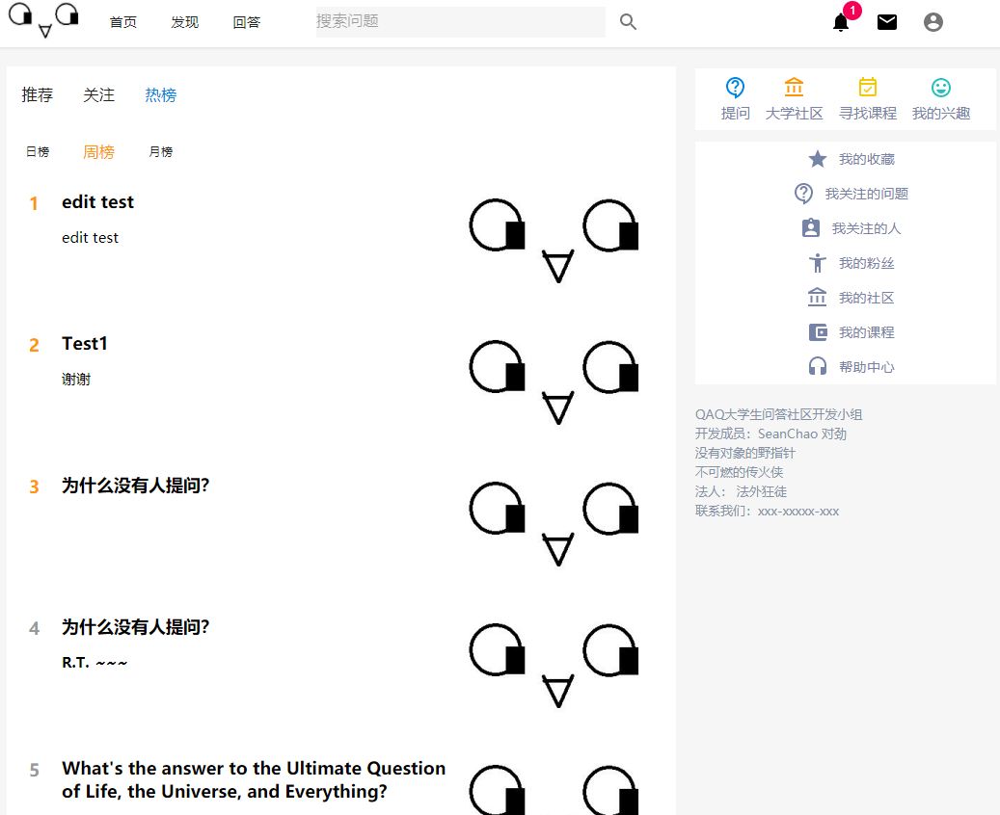 首页 发现 回答 搜索问题 1
推荐 关注 热榜
日榜 周榜 月榜
1 edit test
edit test
2 Test1
谢谢
3 为什么没有人提问?
4 为什么没有人提问?
R.T. ~~~
5 What's the answer to the Ultimate Question
of Life, the Universe, and Everything?
提问 大学社区 寻找课程 我的兴趣
我的收藏
我关注的问题
我关注的人
我的粉丝
我的社区
我的课程
帮助中心
QAQ大学生问答社区开发小组
开发成员：SeanChao 对劲
没有对象的野指针
不可燃的传火侠
法人： 法外狂徒
联系我们：xxx-xxxxx-xxx